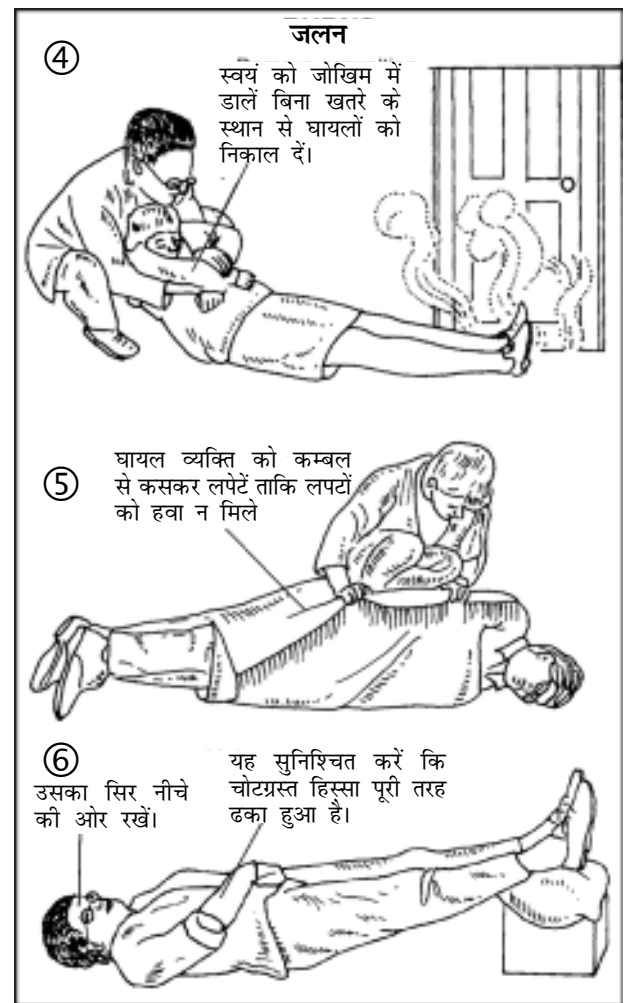 जलन
④
स्वयं को जोखिम में
डालें बिना खतरे के
स्थान से घायलों को
निकाल दें।
⑤
घायल व्यक्ति को कम्बल
से कसकर लपेटें ताकि लपटों
को हवा न मिले
⑥
उसका सिर नीचे
की ओर रखें।
यह सुनिश्चित करें कि
चोटग्रस्त हिस्सा पूरी तरह
ढका हुआ है।